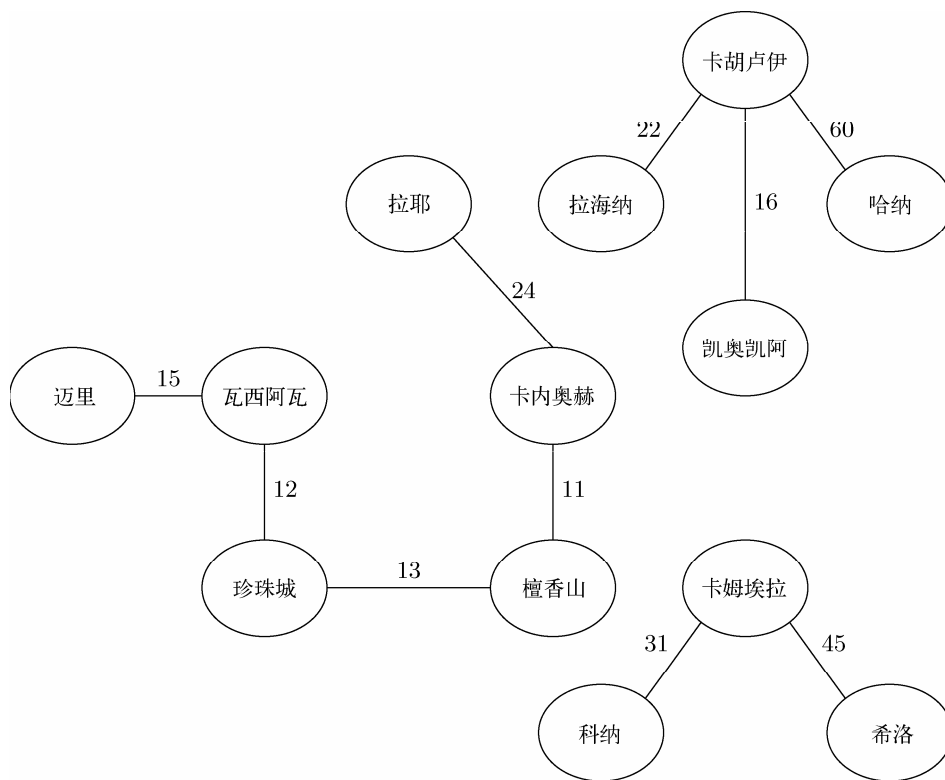 卡胡卢伊
22
60
拉耶
拉海纳
16
哈纳
24
凯奥凯阿
迈里
15
瓦西阿瓦
卡内奥赫
12
11
珍珠城
13
檀香山
卡姆埃拉
31
45
科纳
希洛